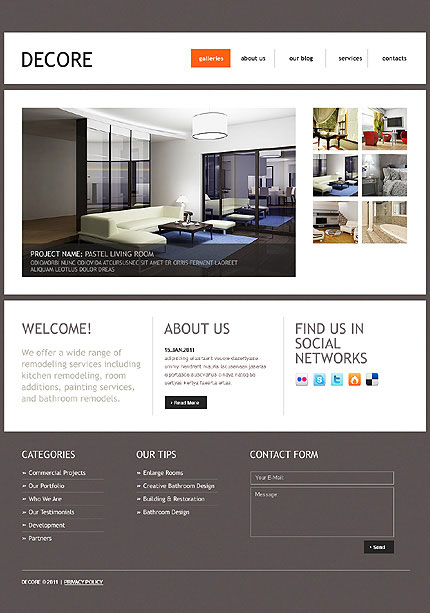 DECORE
galleries
about us
our blog
services
contacts
PROJECT NAME: PASTEL LIVING ROOM
WELCOME!
We offer a wide range of
remodeling services including
kitchen remodeling, room
additions, painting services,
and bathroom remodels.
ABOUT US
15.JAN.2011
Read More
FIND US IN
SOCIAL
NETWORKS
CATEGORIES
» Commercial Projects
» Our Portfolio
» Who We Are
» Our Testimonials
» Development
» Partners
OUR TIPS
» Enlarge Rooms
» Creative Bathroom Design
» Building & Restoration
» Bathroom Design
CONTACT FORM
Your E-Mail:
Message:
Send
DECORE © 2011 | PRIVACY POLICY